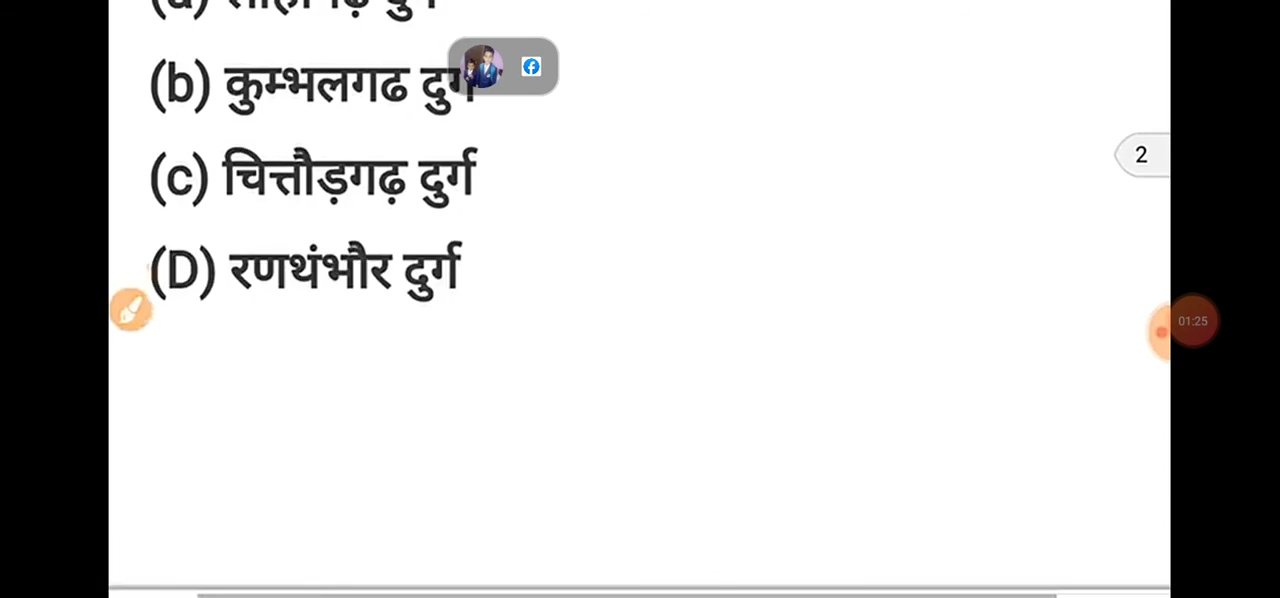 (b) कुम्भलगढ दुर्ग
(c) चित्तौड़गढ़ दुर्ग
2
(D) रणथंभौर दुर्ग
01:25